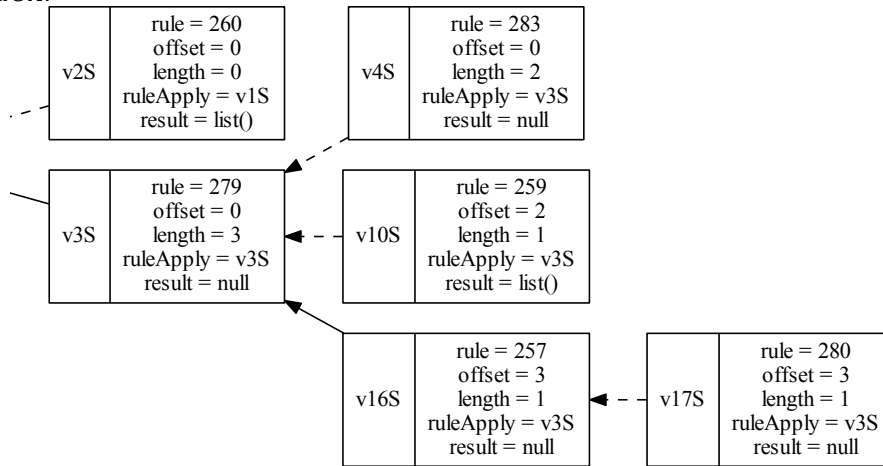 v2S
rule = 260
offset = 0
length = 0
ruleApply = v1S
result = list()
v4S
rule = 283
offset = 0
length = 2
ruleApply = v3S
result = null
v3S
rule = 279
offset = 0
length = 3
ruleApply = v3S
result = null
v10S
rule = 259
offset = 2
length = 1
ruleApply = v3S
result = list()
v16S
rule = 257
offset = 3
length = 1
ruleApply = v3S
result = null
v17S
rule = 280
offset = 3
length = 1
ruleApply = v3S
result = null